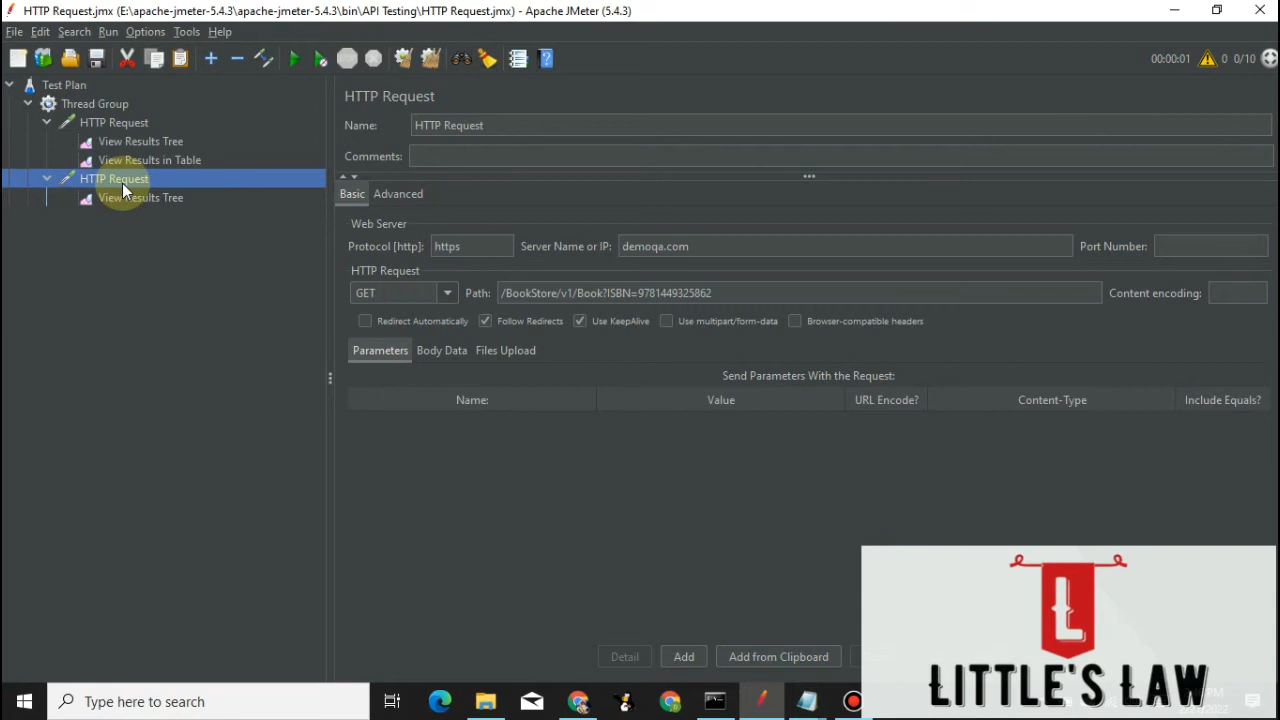 HTTP Request.jmx (E:\apache-jmeter-5.4.3\apache-jmeter-5.4.3\bin\API Testing\HTTP Request.jmx) - Apache JMeter (5.4.3)
File Edit Search Run Options Tools Help
00:00:01 0 0/10
Test Plan
Thread Group
HTTP Request
View Results Tree
View Results in Table
HTTP Request
View Results Tree
HTTP Request
Name: HTTP Request
Comments:
Basic Advanced
Web Server
Protocol [http]: https Server Name or IP: demoqa.com Port Number:
HTTP Request
GET Path: /BookStore/v1/Book?ISBN=9781449325862 Content encoding:
Redirect Automatically Follow Redirects Use KeepAlive Use multipart/form-data Browser-compatible headers
Parameters Body Data Files Upload
Send Parameters With the Request:
Name: Value URL Encode? Content-Type Include Equals?
Detail Add Add from Clipboard
L
LITTLE'S LAW
Type here to search